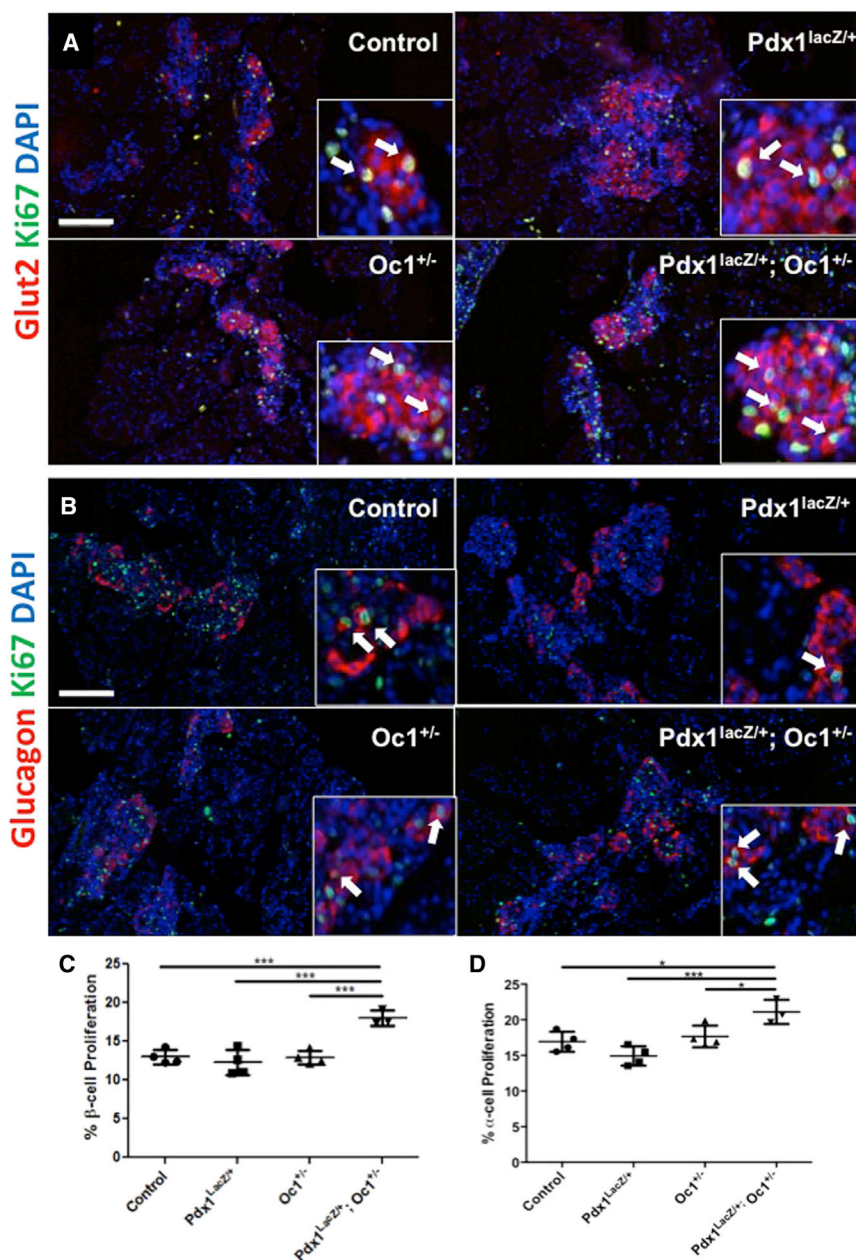 A
Control
Pdx1lacZ/+
Glut2 Ki67 DAPI
Oc1+/-
Pdx1lacZ/+; Oc1+/-
B
Control
Pdx1lacZ/+
Glucagon Ki67 DAPI
Oc1+/-
Pdx1lacZ/+; Oc1+/-
C
***
***
***
25
20
15
10
5
0
% β-cell Proliferation
Control
Pdx1LacZ/+
Oc1+/-
Pdx1LacZ/+; Oc1+/-
D
*
***
*
25
20
15
10
5
0
% α-cell Proliferation
Control
Pdx1LacZ/+
Oc1+/-
Pdx1LacZ/+; Oc1+/-